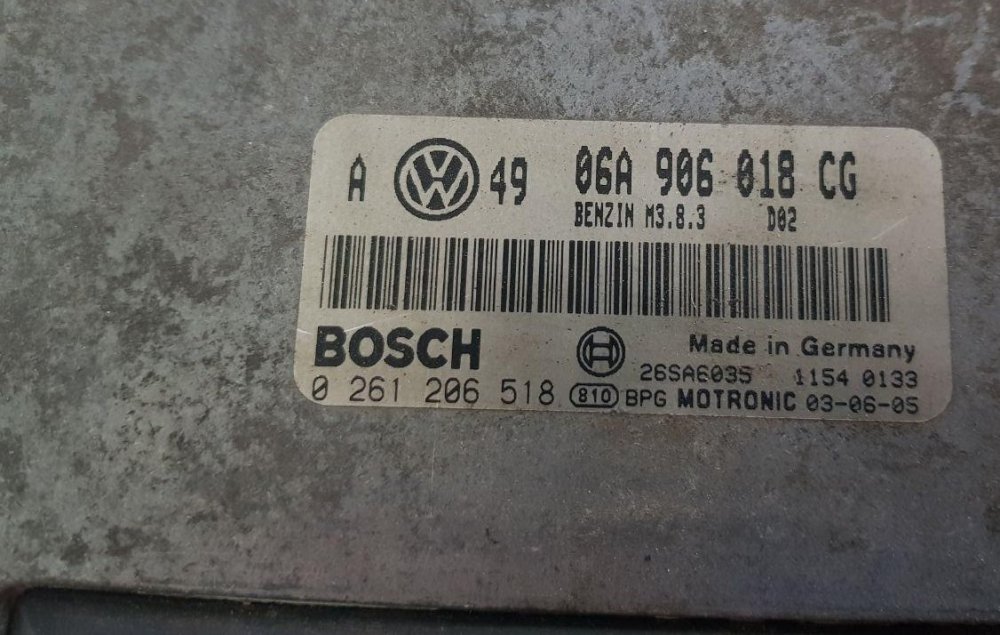 A VW 49 06A 906 018 CG
BENZIN M3.8.3 D02
BOSCH
Made in Germany
26SA6035 1154 0133
0 261 206 518 810 BPG MOTRONIC 03-06-05